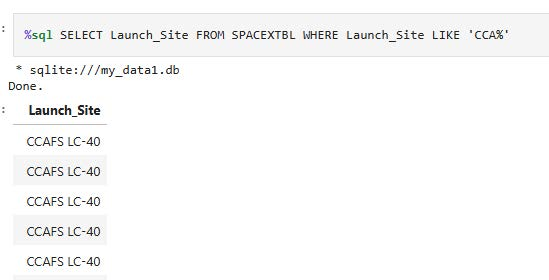 :
%sql SELECT Launch_Site FROM SPACEXTBL WHERE Launch_Site LIKE 'CCA%'
* sqlite:///my_data1.db
Done.
:
Launch_Site
CCAFS LC-40
CCAFS LC-40
CCAFS LC-40
CCAFS LC-40
CCAFS LC-40